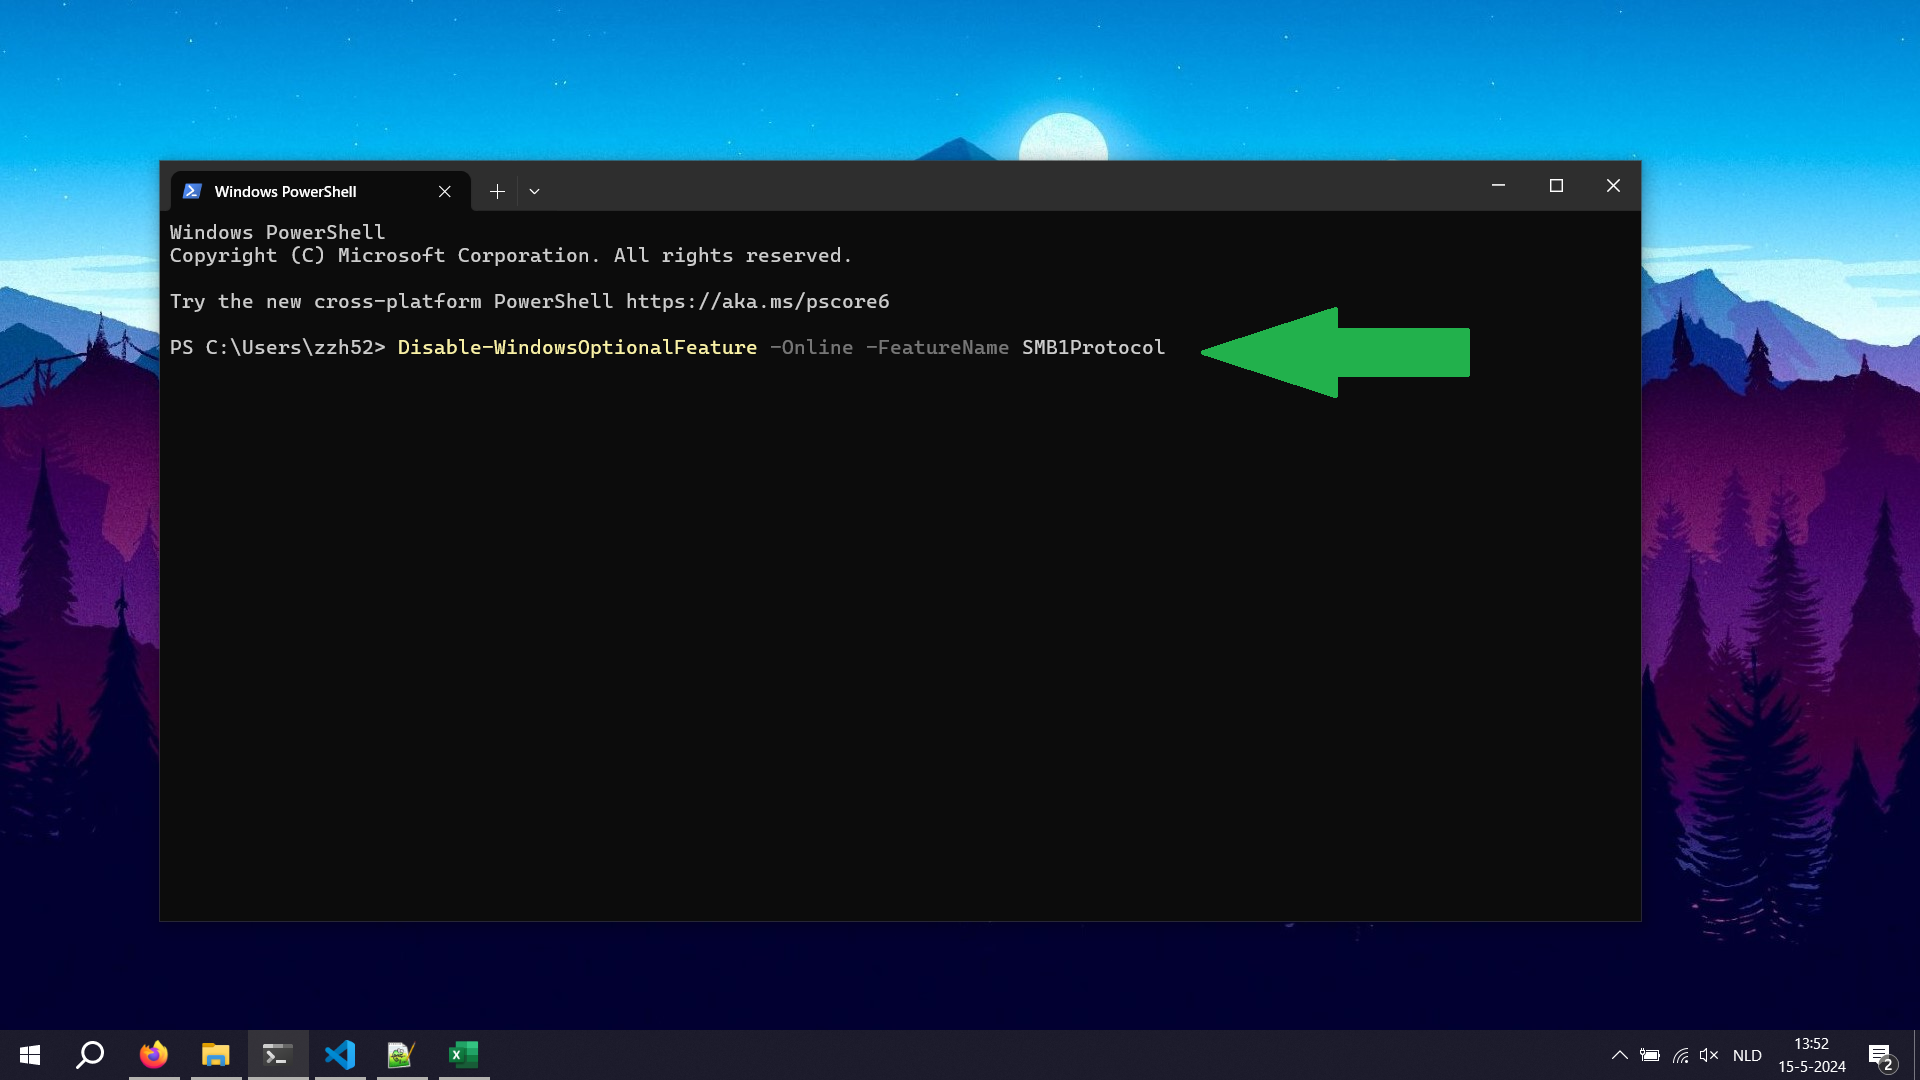 Windows PowerShell
Windows PowerShell
Copyright (C) Microsoft Corporation. All rights reserved.
Try the new cross-platform PowerShell https://aka.ms/pscore6
PS C:\Users\zzh52> Disable-WindowsOptionalFeature -Online -FeatureName SMB1Protocol
NLD
13:52
15-5-2024
2